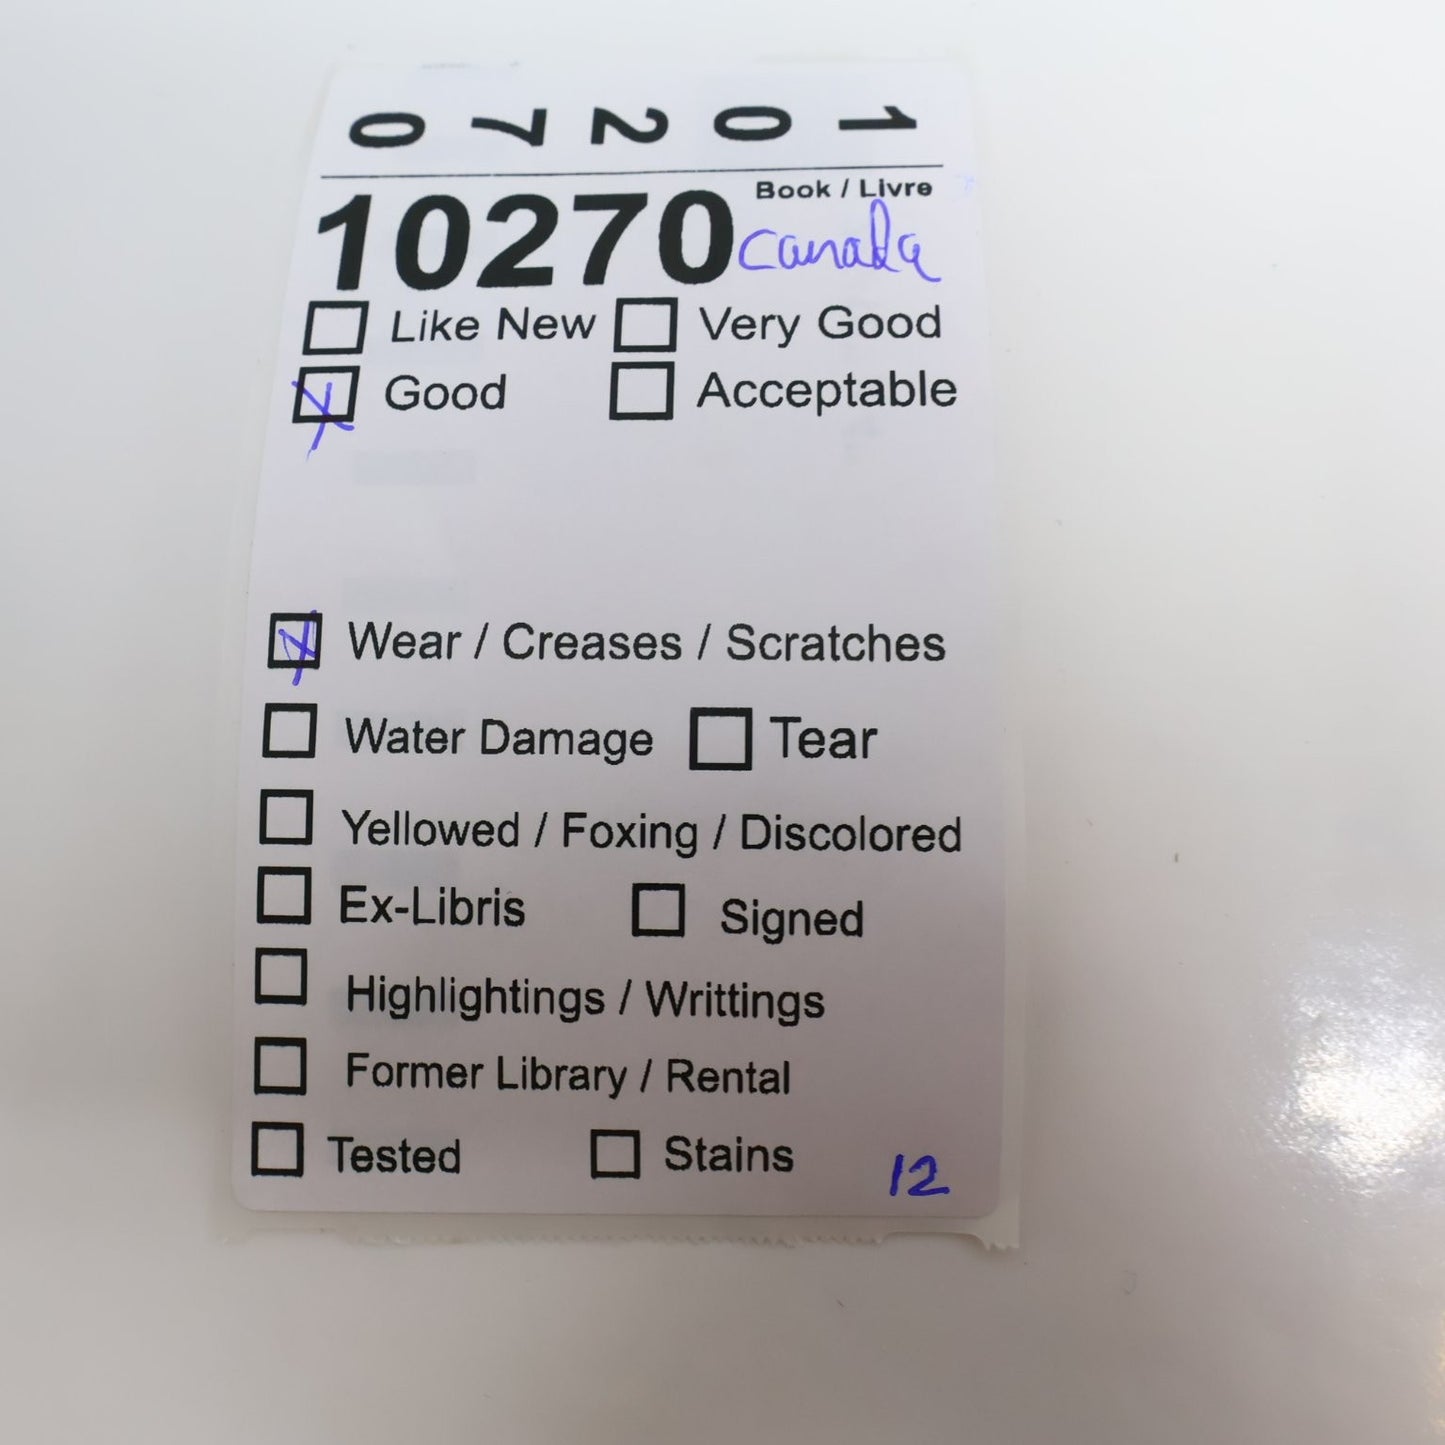 10270
Book / Livre
10270 Canada
Like New Very Good
Good Acceptable
Wear / Creases / Scratches
Water Damage Tear
Yellowed / Foxing / Discolored
Ex-Libris Signed
Highlightings / Writtings
Former Library / Rental
Tested Stains 12